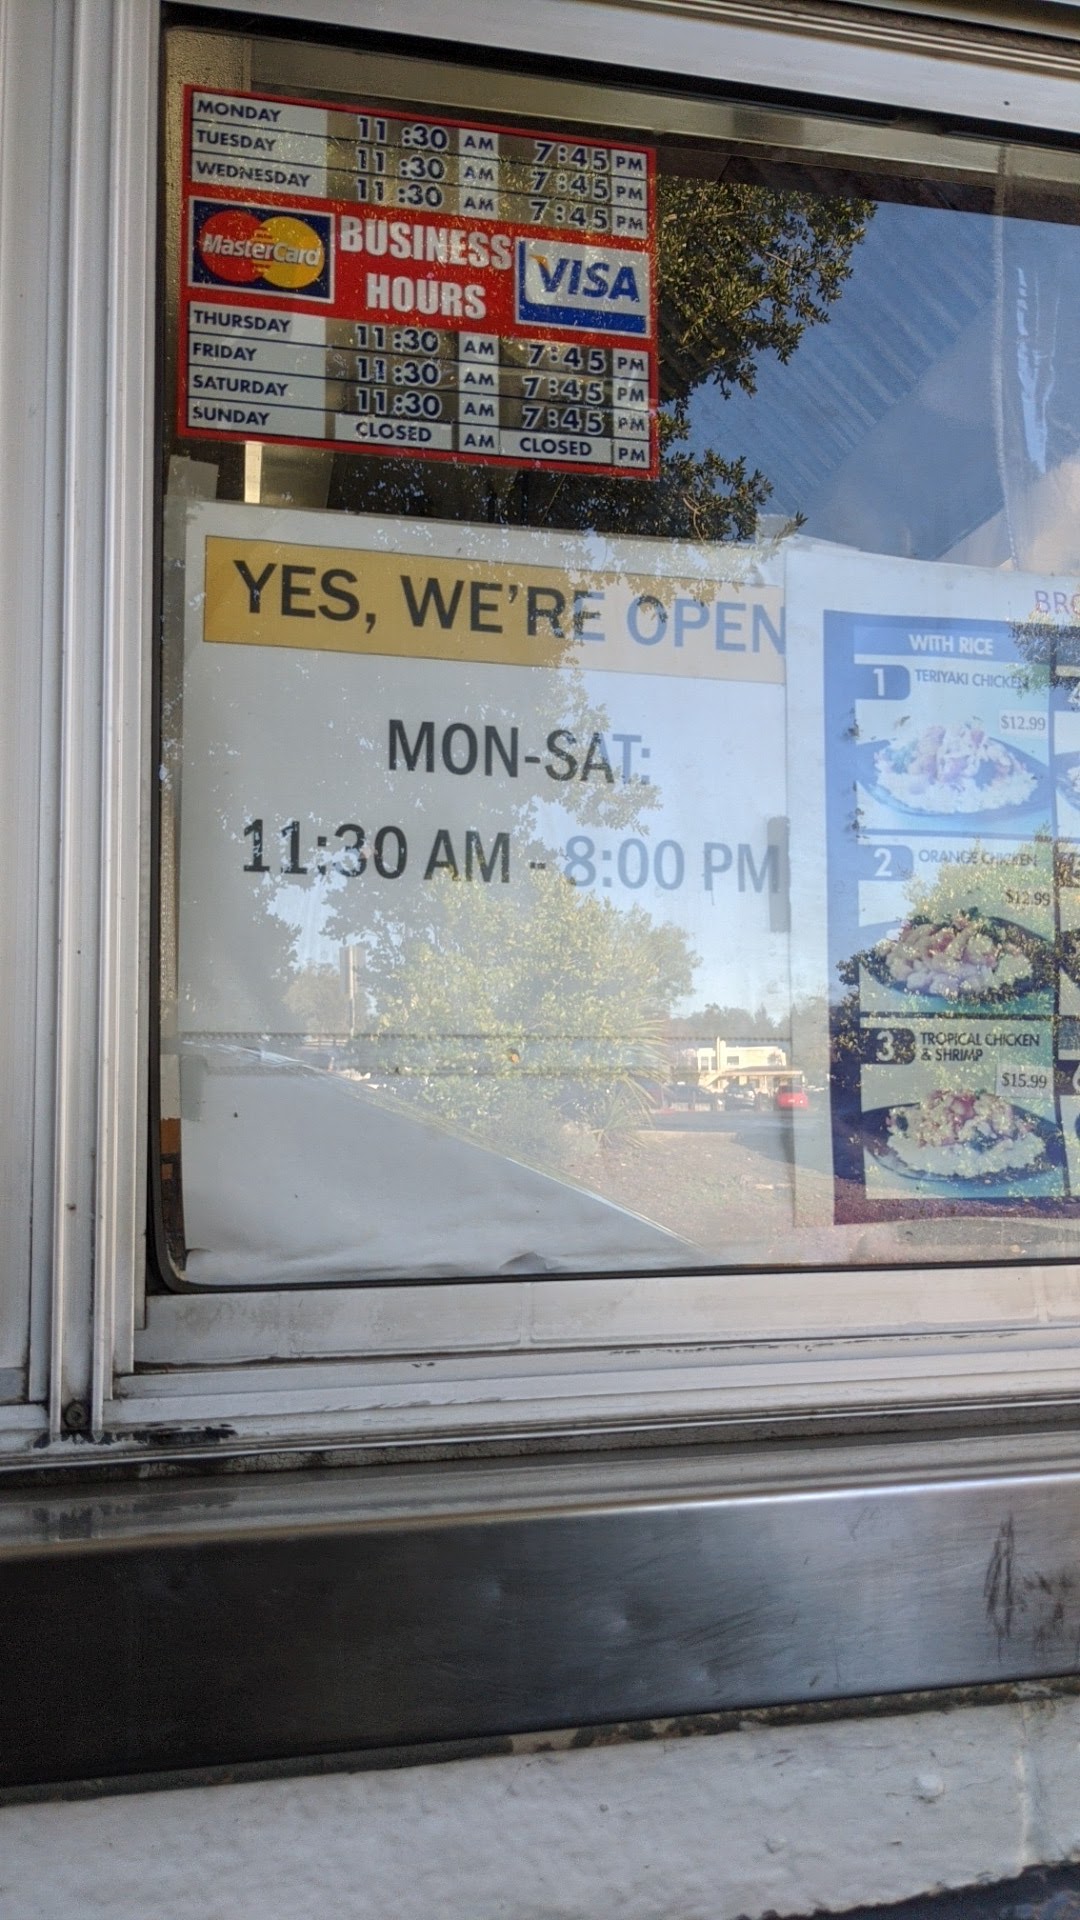 MONDAY 11:30 AM 7:45 PM
TUESDAY 11:30 AM 7:45 PM
WEDNESDAY 11:30 AM 7:45 PM
MasterCard
BUSINESS
HOURS
VISA
THURSDAY 11:30 AM 7:45 PM
FRIDAY 11:30 AM 7:45 PM
SATURDAY 11:30 AM 7:45 PM
SUNDAY CLOSED AM CLOSED PM
YES, WE'RE OPEN
MON-SAT:
11:30 AM - 8:00 PM
WITH RICE
1 TERIYAKI CHICKEN
$12.99
2 ORANGE CHICKEN
$12.99
3 TROPICAL CHICKEN
& SHRIMP
$15.99